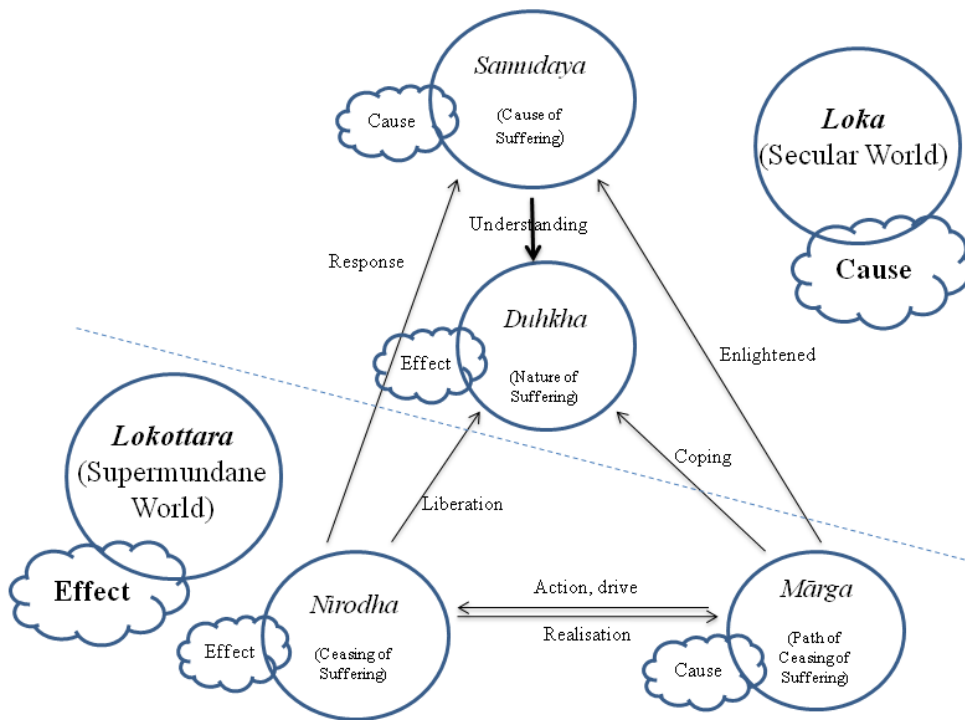 Samudaya
(Cause of
Suffering)
Cause
Loka
(Secular World)
Cause
Understanding
Response
Duhkha
(Nature of
Suffering)
Effect
Enlightened
Lokottara
(Supermundane
World)
Effect
Coping
Liberation
Nirodha
(Ceasing of
Suffering)
Effect
Action, drive
Realisation
Mārga
(Path of
Ceasing of
Suffering)
Cause